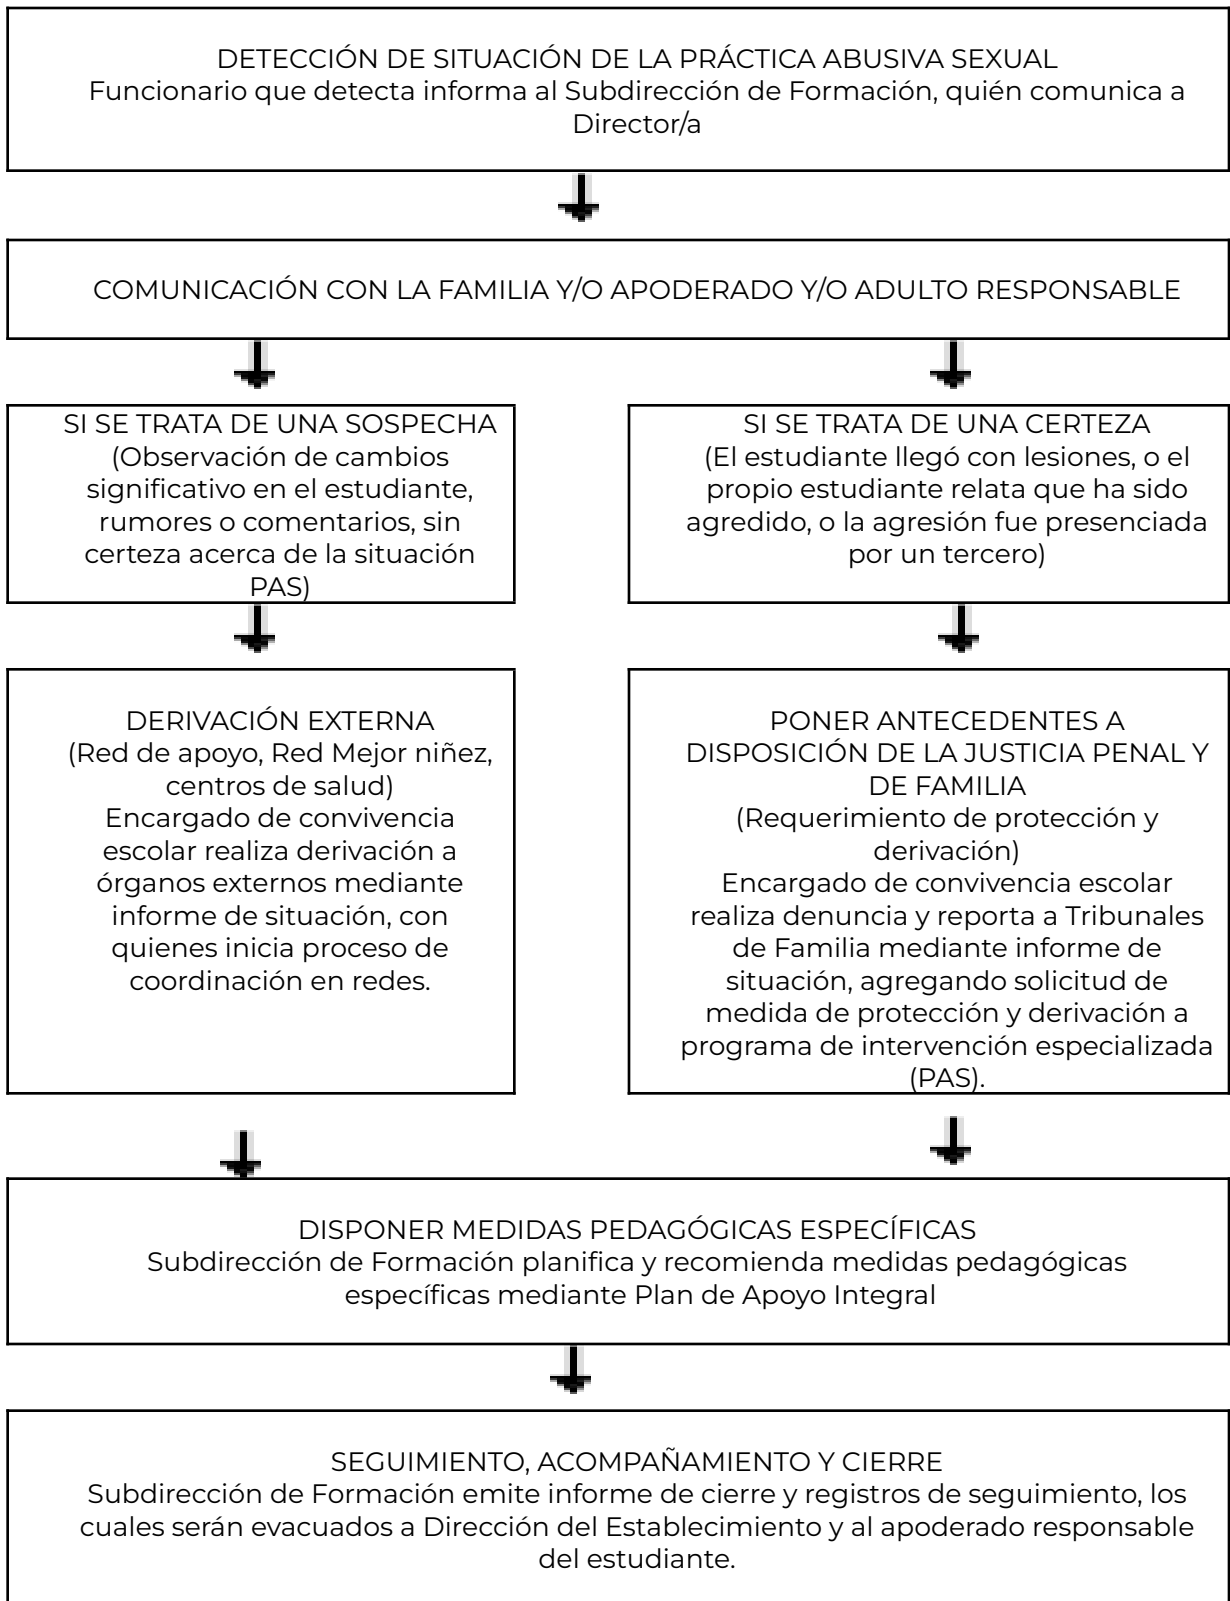 DETECCIÓN DE SITUACIÓN DE LA PRÁCTICA ABUSIVA SEXUAL
Funcionario que detecta informa al Subdirección de Formación, quién comunica a
Director/a
COMUNICACIÓN CON LA FAMILIA Y/O APODERADO Y/O ADULTO RESPONSABLE
SI SE TRATA DE UNA SOSPECHA
(Observación de cambios
significativo en el estudiante,
rumores o comentarios, sin
certeza acerca de la situación
PAS)
SI SE TRATA DE UNA CERTEZA
(El estudiante llegó con lesiones, o el
propio estudiante relata que ha sido
agredido, o la agresión fue presenciada
por un tercero)
DERIVACIÓN EXTERNA
(Red de apoyo, Red Mejor niñez,
centros de salud)
Encargado de convivencia
escolar realiza derivación a
órganos externos mediante
informe de situación, con
quienes inicia proceso de
coordinación en redes.
PONER ANTECEDENTES A
DISPOSICIÓN DE LA JUSTICIA PENAL Y
DE FAMILIA
(Requerimiento de protección y
derivación)
Encargado de convivencia escolar
realiza denuncia y reporta a Tribunales
de Familia mediante informe de
situación, agregando solicitud de
medida de protección y derivación a
programa de intervención especializada
(PAS).
DISPONER MEDIDAS PEDAGÓGICAS ESPECÍFICAS
Subdirección de Formación planifica y recomienda medidas pedagógicas
específicas mediante Plan de Apoyo Integral
SEGUIMIENTO, ACOMPAÑAMIENTO Y CIERRE
Subdirección de Formación emite informe de cierre y registros de seguimiento, los
cuales serán evacuados a Dirección del Establecimiento y al apoderado responsable
del estudiante.